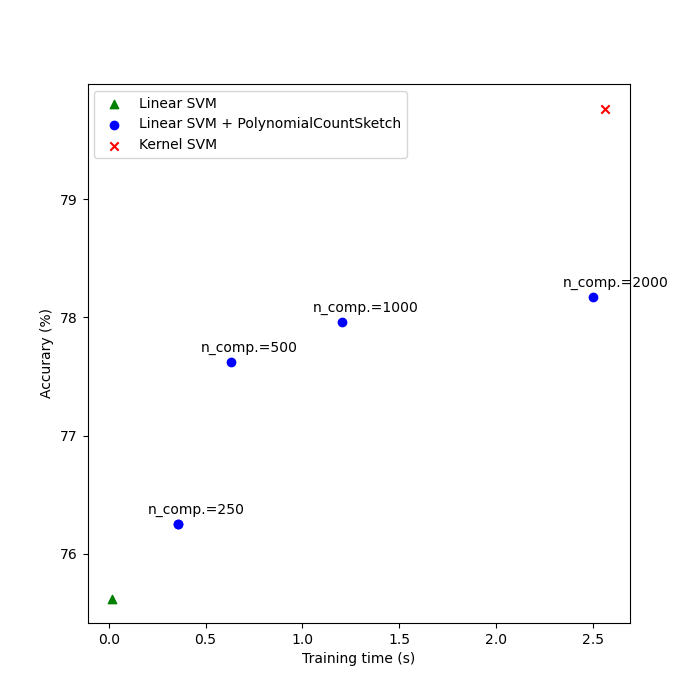 Linear SVM
Linear SVM + PolynomialCountSketch
Kernel SVM
79
78
77
76
n_comp.=2000
n_comp.=1000
n_comp.=500
n_comp.=250
Accurary (%)
0.0 0.5 1.0 1.5 2.0 2.5
Training time (s)